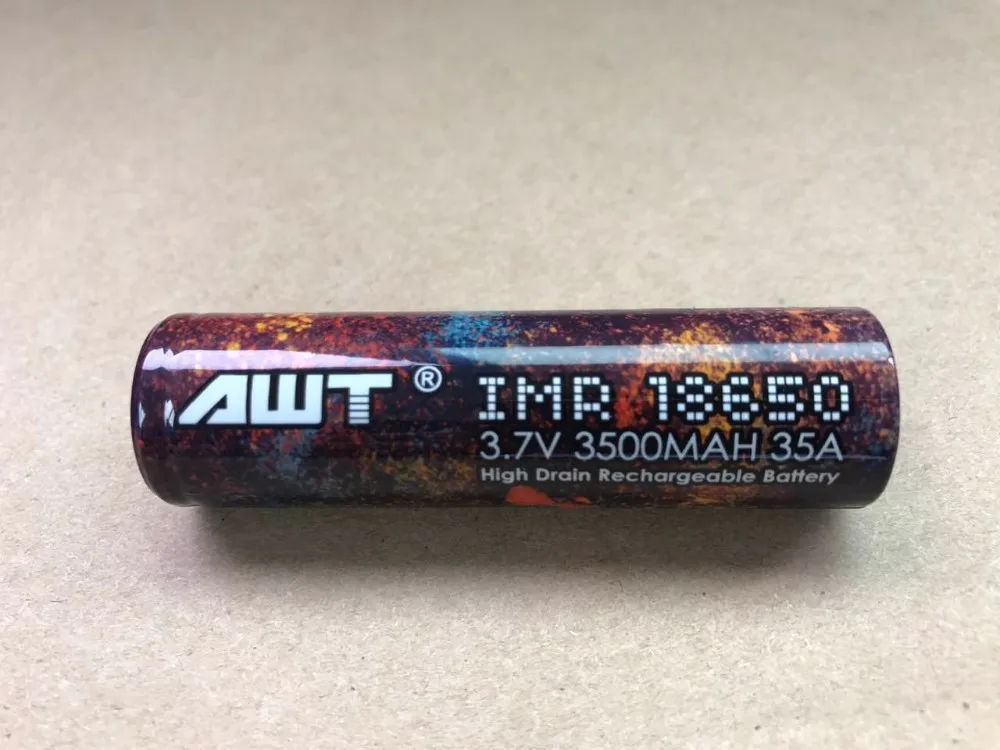 AWT ® IMR 18650
3.7V 3500MAH 35A
High Drain Rechargeable Battery